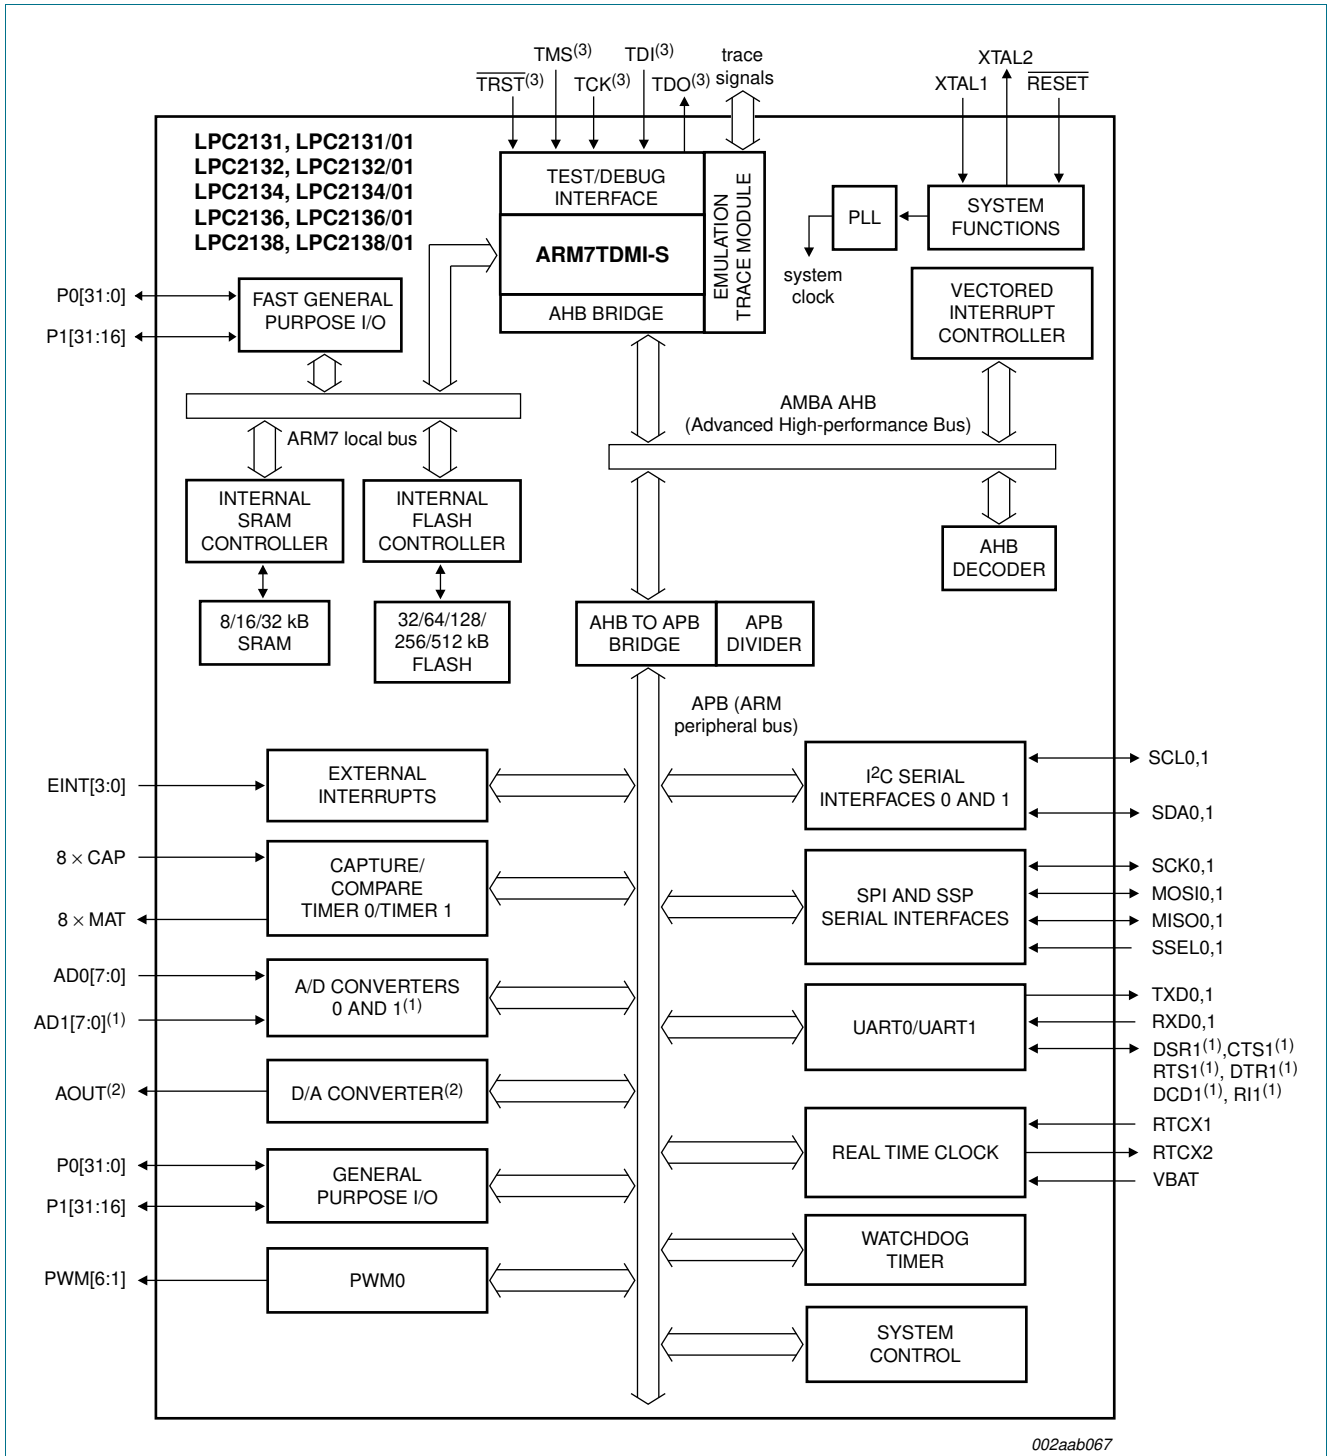 TMS(3)
TDI(3)
trace
signals
TRST(3)
TCK(3)
TDO(3)
XTAL2
XTAL1
RESET
LPC2131, LPC2131/01
LPC2132, LPC2132/01
LPC2134, LPC2134/01
LPC2136, LPC2136/01
LPC2138, LPC2138/01
TEST/DEBUG
INTERFACE
ARM7TDMI-S
AHB BRIDGE
EMULATION
TRACE MODULE
PLL
SYSTEM
FUNCTIONS
system
clock
P0[31:0]
P1[31:16]
FAST GENERAL
PURPOSE I/O
VECTORED
INTERRUPT
CONTROLLER
AMBA AHB
(Advanced High-performance Bus)
ARM7 local bus
INTERNAL
SRAM
CONTROLLER
INTERNAL
FLASH
CONTROLLER
AHB
DECODER
8/16/32 kB
SRAM
32/64/128/
256/512 kB
FLASH
AHB TO APB
BRIDGE
APB
DIVIDER
APB (ARM
peripheral bus)
EINT[3:0]
EXTERNAL
INTERRUPTS
I2C SERIAL
INTERFACES 0 AND 1
SCL0,1
SDA0,1
8 × CAP
8 × MAT
CAPTURE/
COMPARE
TIMER 0/TIMER 1
SPI AND SSP
SERIAL INTERFACES
SCK0,1
MOSI0,1
MISO0,1
SSEL0,1
AD0[7:0]
AD1[7:0](1)
A/D CONVERTERS
0 AND 1(1)
UART0/UART1
TXD0,1
RXD0,1
DSR1(1),CTS1(1)
RTS1(1), DTR1(1)
DCD1(1), RI1(1)
AOUT(2)
D/A CONVERTER(2)
REAL TIME CLOCK
RTCX1
RTCX2
VBAT
P0[31:0]
P1[31:16]
GENERAL
PURPOSE I/O
WATCHDOG
TIMER
PWM[6:1]
PWM0
SYSTEM
CONTROL
002aab067